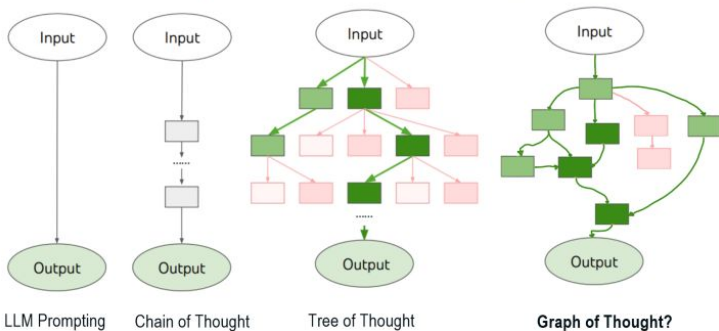 Input
Input
Input
Input
......
......
Output
Output
Output
Output
LLM Prompting
Chain of Thought
Tree of Thought
Graph of Thought?